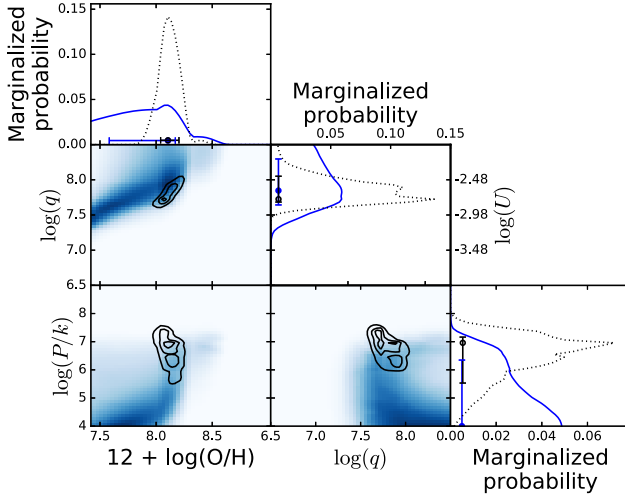 Marginalized
probability
0.15
0.10
0.05
0.00
Marginalized
probability
0.05 0.10 0.15
log(q)
8.0
7.5
7.0
6.5
-2.48
-2.98
-3.48
log(U)
log(P/k)
8
7
6
5
4
7.5 8.0 8.5 6.5 7.0 7.5 8.0 0.00 0.02 0.04 0.06
12 + log(O/H)
log(q)
Marginalized
probability